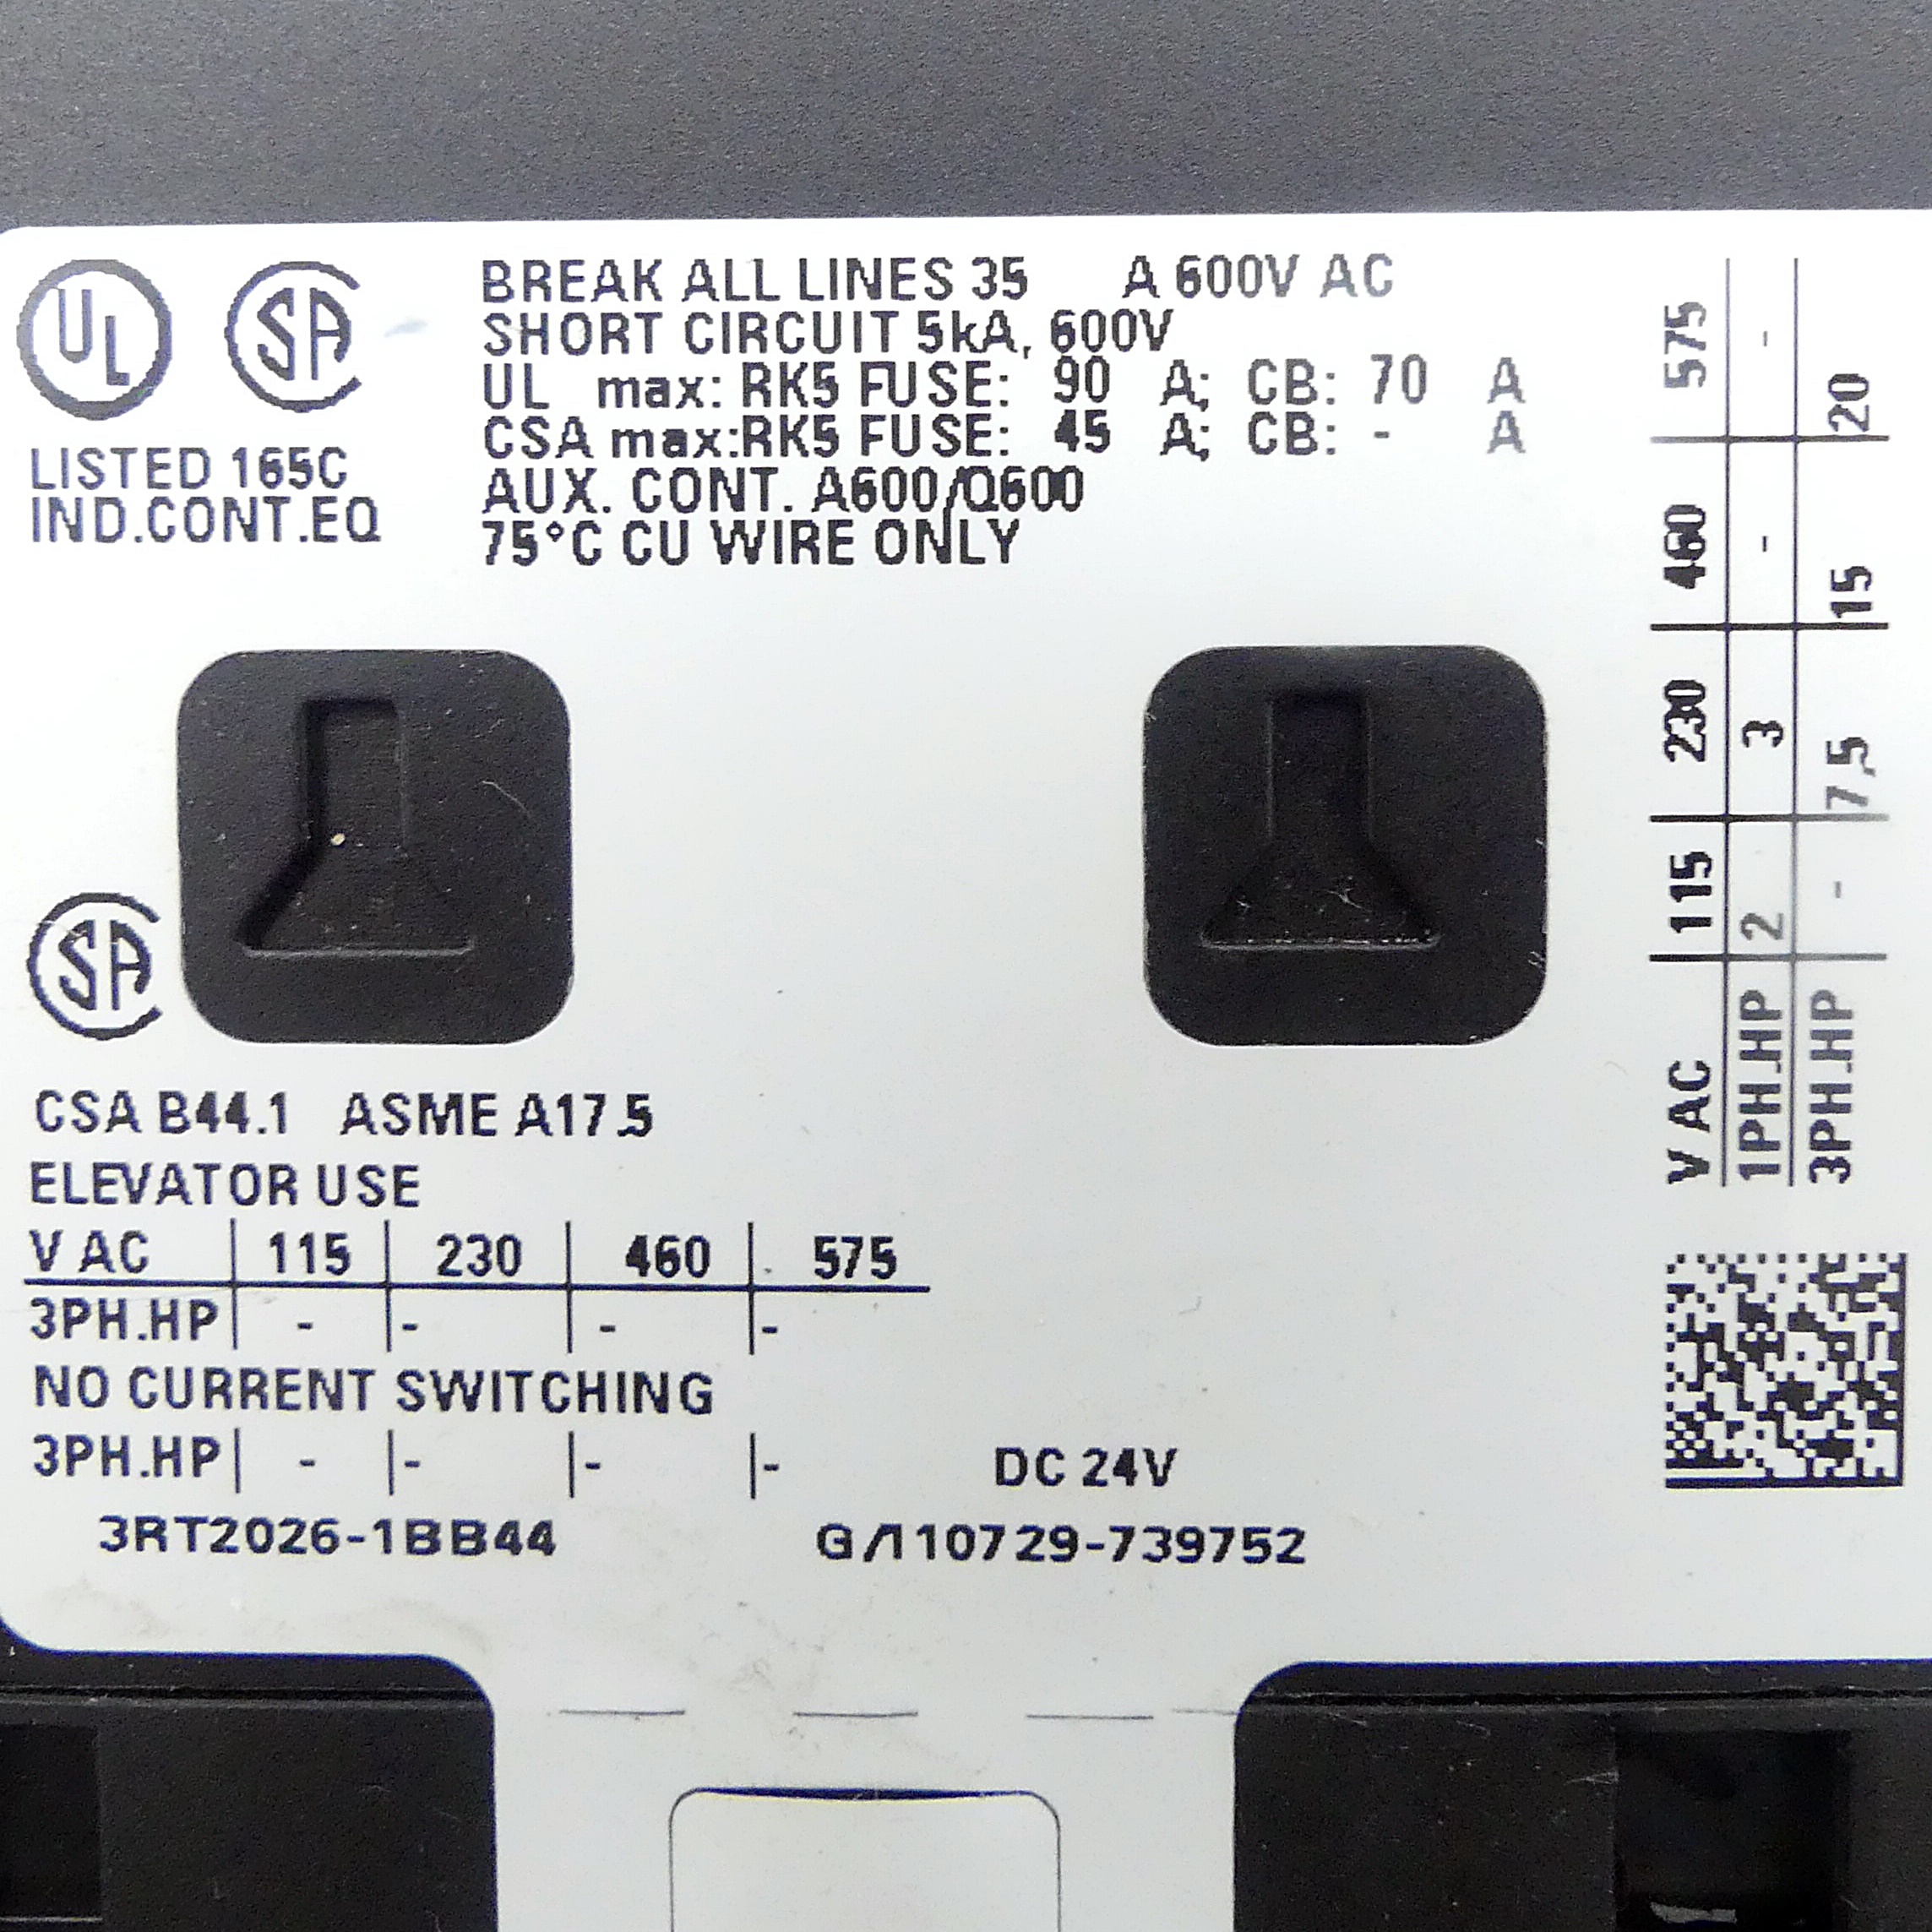 UL SA
BREAK ALL LINES 35 A 600V AC
SHORT CIRCUIT 5kA, 600V
UL max: RK5 FUSE: 90 A; CB: 70 A
CSA max:RK5 FUSE: 45 A; CB: - A
AUX. CONT. A600/Q600
75°C CU WIRE ONLY
LISTED 165C
IND.CONT.EQ
V AC 115 230 460 575
1PH.HP 2 3 - -
3PH.HP - 7,5 15 20
SA
CSA B44.1 ASME A17.5
ELEVATOR USE
V AC | 115 | 230 | 460 | 575
3PH.HP | - | - | - | -
NO CURRENT SWITCHING
3PH.HP | - | - | - | -
DC 24V
3RT2026-1BB44 G/110729-739752